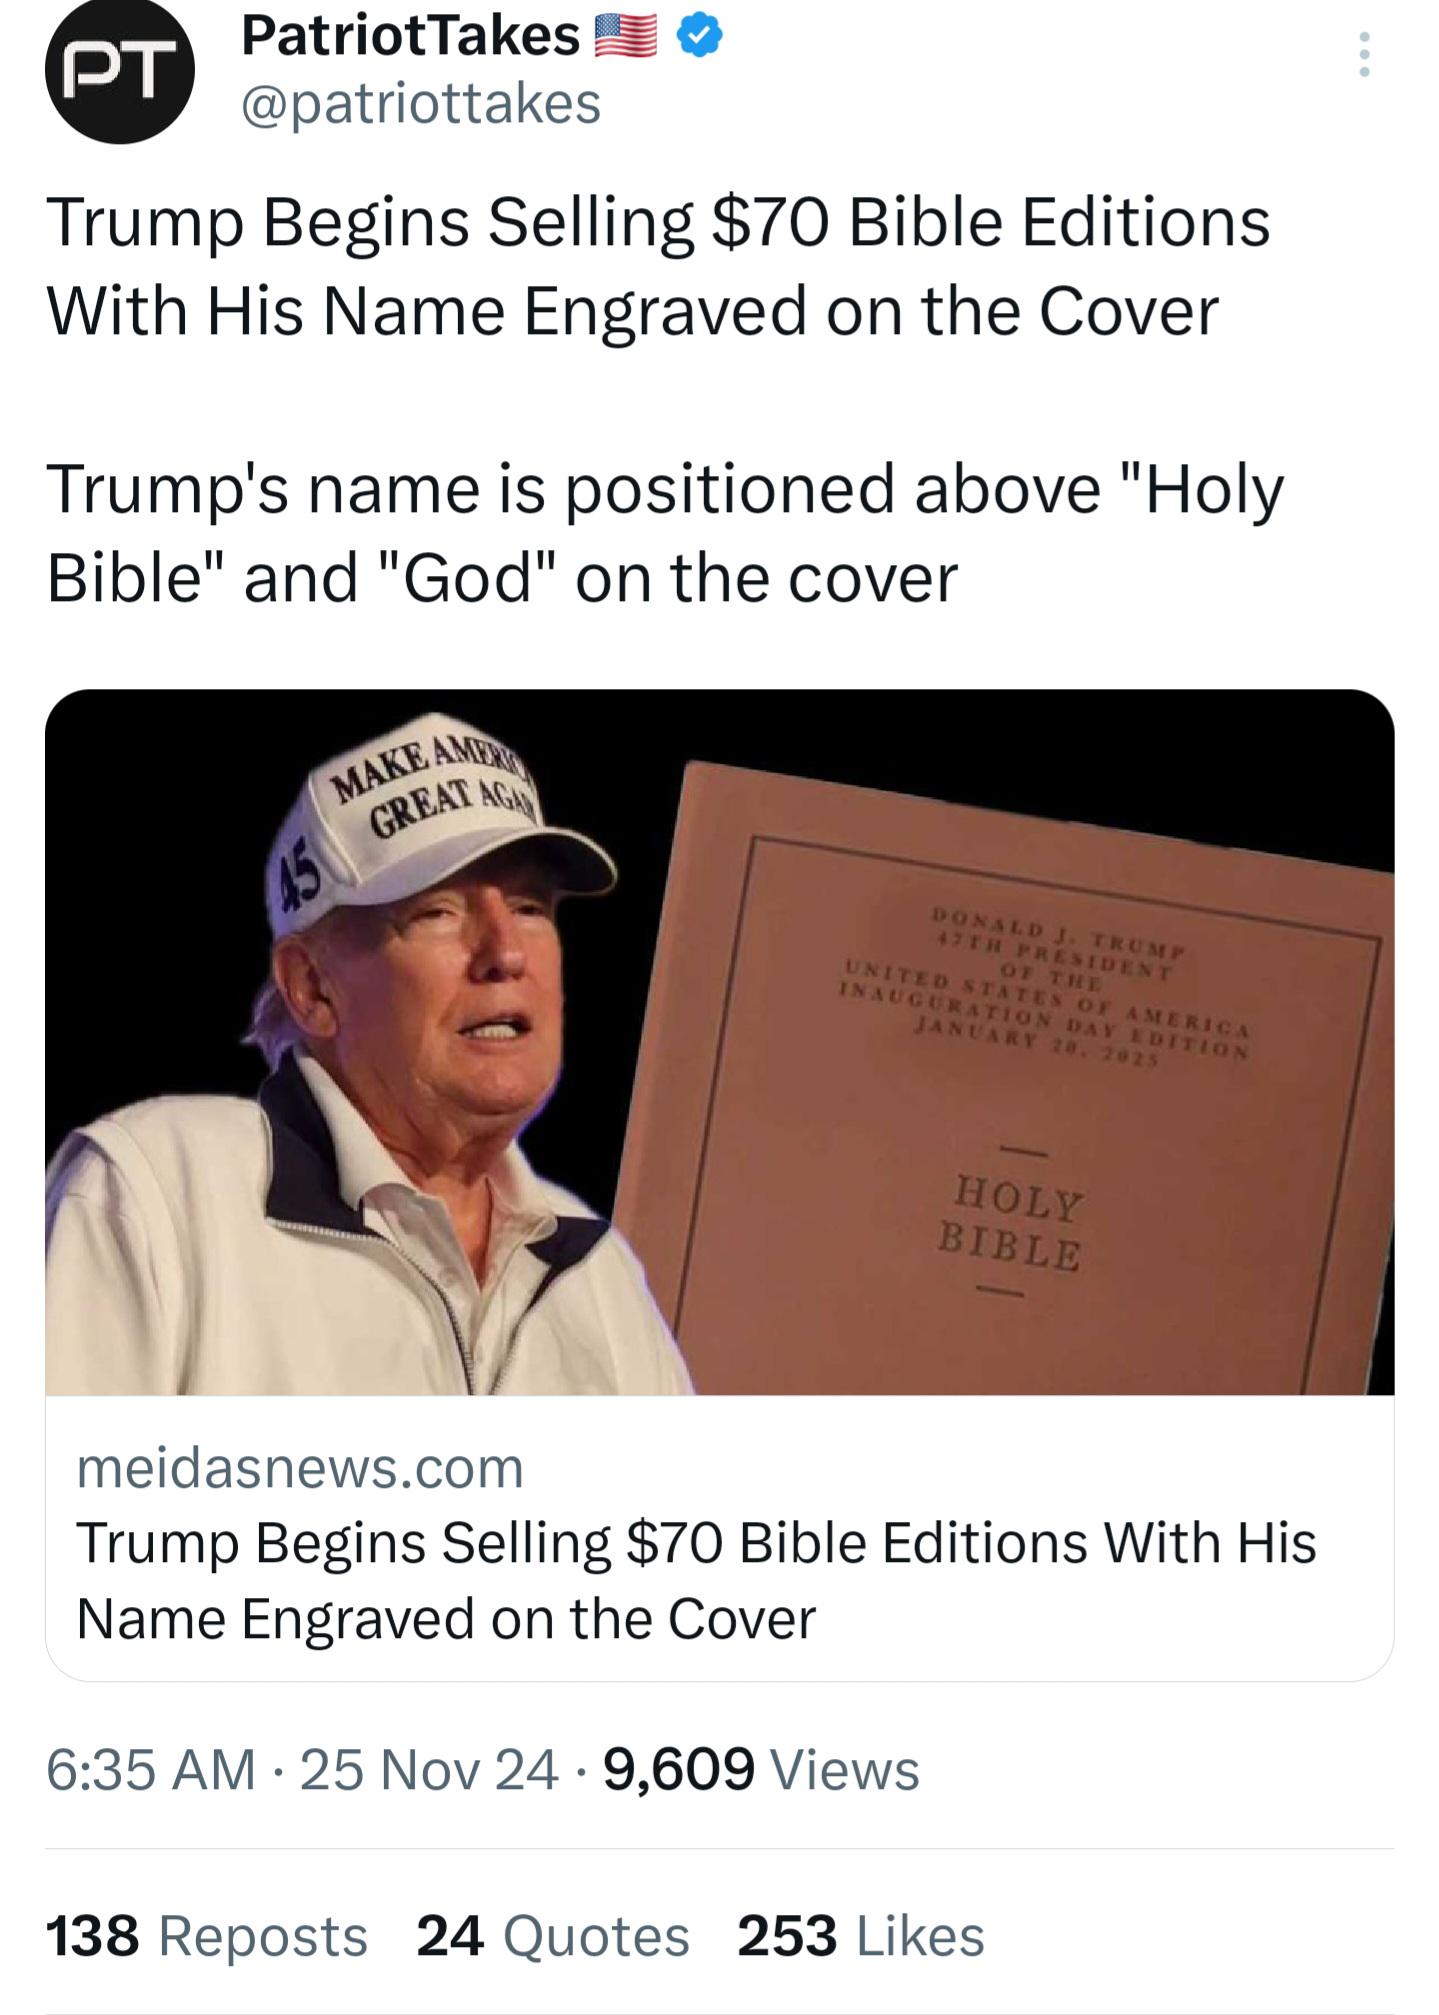 PT
PatriotTakes
@patriottakes
Trump Begins Selling $70 Bible Editions
With His Name Engraved on the Cover
Trump's name is positioned above "Holy
Bible" and "God" on the cover
MAKE AMERIC
GREAT AGA
45
DONALD J. TRUMP
47TH PRESIDENT
OF THE
UNITED STATES OF AMERICA
INAUGURATION DAY EDITION
JANUARY 20, 2025
HOLY
BIBLE
meidasnews.com
Trump Begins Selling $70 Bible Editions With His
Name Engraved on the Cover
6:35 AM · 25 Nov 24 · 9,609 Views
138 Reposts 24 Quotes 253 Likes